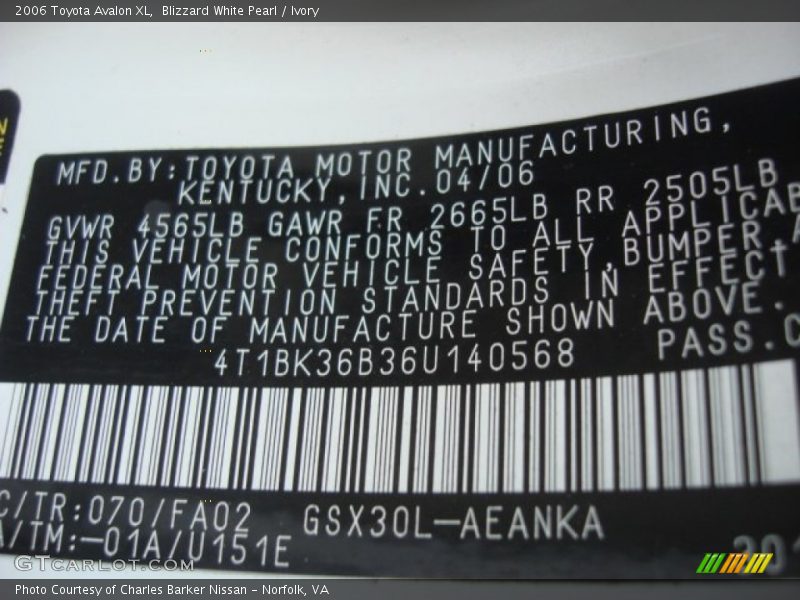 2006 Toyota Avalon XL, Blizzard White Pearl / Ivory
MFD.BY:TOYOTA MOTOR MANUFACTURING,
KENTUCKY,INC.04/06
GVWR 4565LB GAWR FR 2665LB RR 2505LB
THIS VEHICLE CONFORMS TO ALL APPLICAB
FEDERAL MOTOR VEHICLE SAFETY,BUMPER,A
THEFT PREVENTION STANDARDS IN EFFECT
THE DATE OF MANUFACTURE SHOWN ABOVE.
4T1BK36B36U140568 PASS.C
C/TR:070/FA02 GSX30L-AEANKA
A/TM:-01A/U151E
GTCARLOT.COM
Photo Courtesy of Charles Barker Nissan - Norfolk, VA